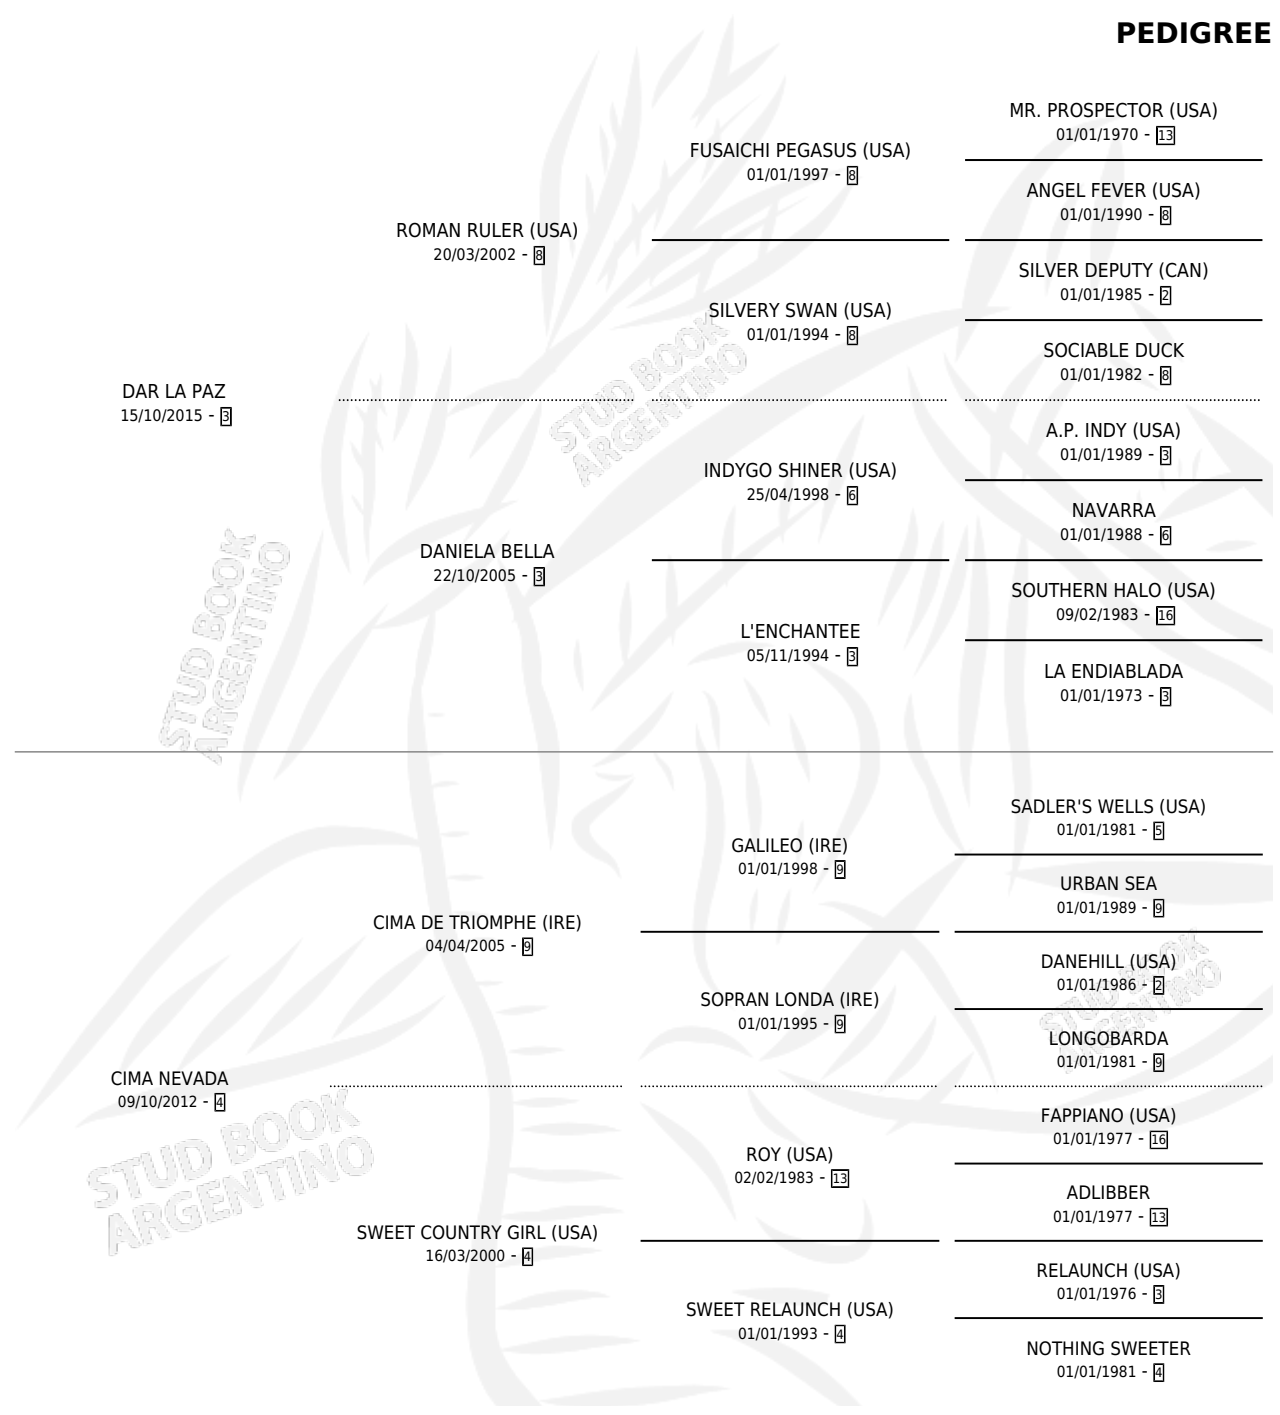 PEDIGREE
MR. PROSPECTOR (USA)
01/01/1970 - 13
FUSAICHI PEGASUS (USA)
01/01/1997 - 8
ANGEL FEVER (USA)
01/01/1990 - 8
ROMAN RULER (USA)
20/03/2002 - 8
SILVER DEPUTY (CAN)
01/01/1985 - 2
SILVERY SWAN (USA)
01/01/1994 - 8
SOCIABLE DUCK
01/01/1982 - 8
DAR LA PAZ
15/10/2015 - 3
STUD BOOK
ARGENTINO
A.P. INDY (USA)
01/01/1989 - 3
INDYGO SHINER (USA)
25/04/1998 - 6
NAVARRA
01/01/1988 - 6
DANIELA BELLA
22/10/2005 - 3
SOUTHERN HALO (USA)
09/02/1983 - 16
L'ENCHANTEE
05/11/1994 - 3
LA ENDIABLADA
01/01/1973 - 3
STUD BOOK
ARGENTINO
SADLER'S WELLS (USA)
01/01/1981 - 5
GALILEO (IRE)
01/01/1998 - 9
URBAN SEA
01/01/1989 - 9
CIMA DE TRIOMPHE (IRE)
04/04/2005 - 9
DANEHILL (USA)
01/01/1986 - 2
SOPRAN LONDA (IRE)
01/01/1995 - 9
STUD BOOK
ARGENTINO
LONGOBARDA
01/01/1981 - 9
CIMA NEVADA
09/10/2012 - 4
STUD BOOK
ARGENTINO
FAPPIANO (USA)
01/01/1977 - 16
ROY (USA)
02/02/1983 - 13
ADLIBBER
01/01/1977 - 13
SWEET COUNTRY GIRL (USA)
16/03/2000 - 4
RELAUNCH (USA)
01/01/1976 - 3
SWEET RELAUNCH (USA)
01/01/1993 - 4
NOTHING SWEETER
01/01/1981 - 4